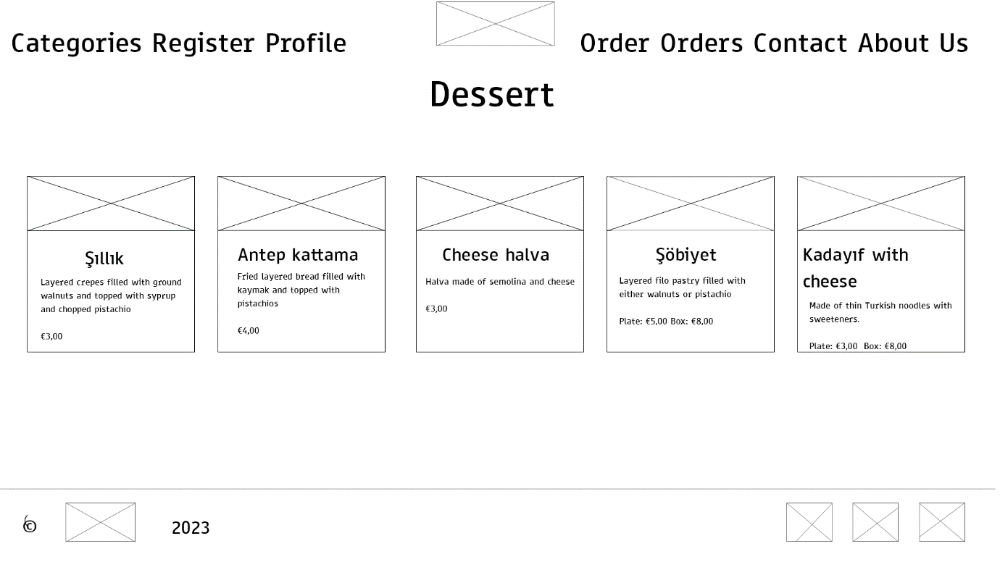 Categories Register Profile
Order Orders Contact About Us
Dessert
Şıllık
Layered crepes filled with ground
walnuts and topped with syprup
and chopped pistachio
€3,00
Antep kattama
Fried layered bread filled with
kaymak and topped with
pistachios
€4,00
Cheese halva
Halva made of semolina and cheese
€3,00
Şöbiyet
Layered filo pastry filled with
either walnuts or pistachio
Plate: €5,00 Box: €8,00
Kadayıf with
cheese
Made of thin Turkish noodles with
sweeteners.
Plate: €3,00 Box: €8,00
© 2023